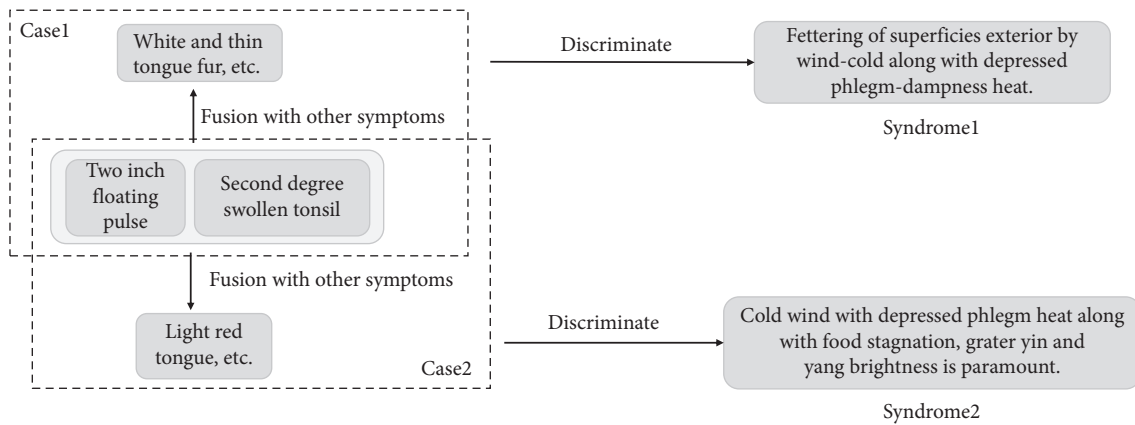 Case1
White and thin
tongue fur, etc.
Fusion with other symptoms
Two inch
floating
pulse
Second degree
swollen tonsil
Fusion with other symptoms
Light red
tongue, etc.
Case2
Discriminate
Fettering of superficies exterior by
wind-cold along with depressed
phlegm-dampness heat.
Syndrome1
Discriminate
Cold wind with depressed phlegm heat along
with food stagnation, grater yin and
yang brightness is paramount.
Syndrome2